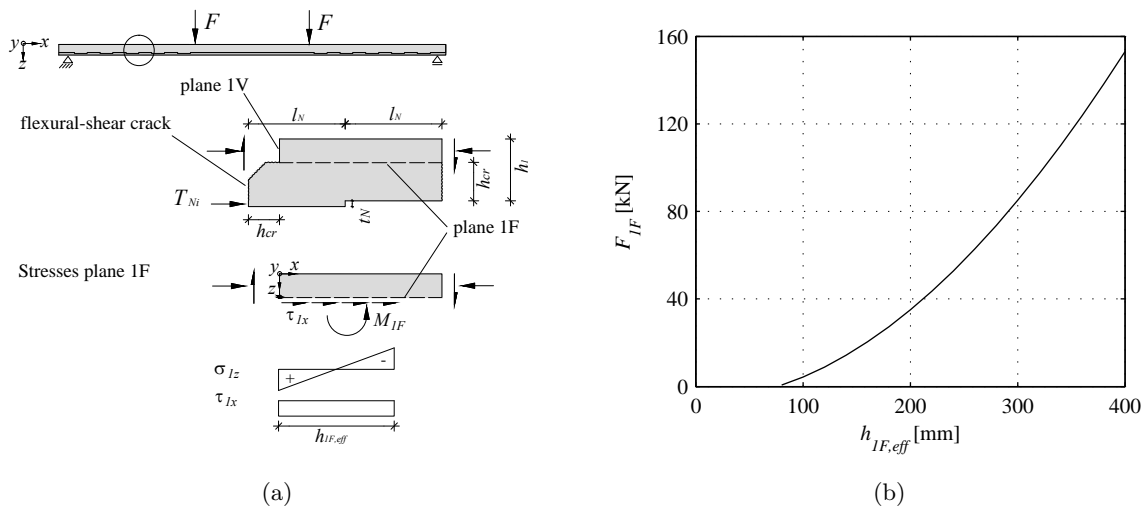 F F
y x
z
plane 1V
l_N l_N
flexural-shear crack
h_cr h_1
T_Ni
t_N
h_cr
plane 1F
Stresses plane 1F
y x
z
τ_1x M_1F
σ_1z + -
τ_1x
h_1F,eff
(a)
F_1F [kN]
160
120
80
40
0
0 100 200 300 400
h_1F,eff [mm]
(b)